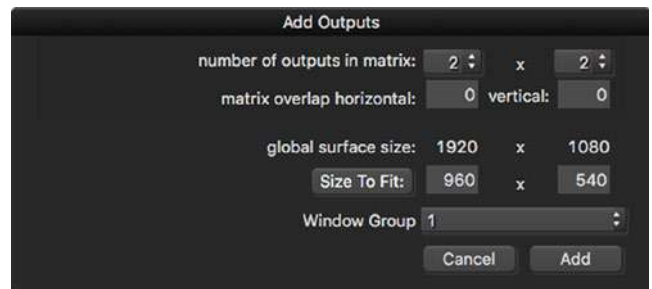 Add Outputs
number of outputs in matrix: 2 x 2
matrix overlap horizontal: 0 vertical: 0
global surface size: 1920 x 1080
Size To Fit: 960 x 540
Window Group 1
Cancel Add